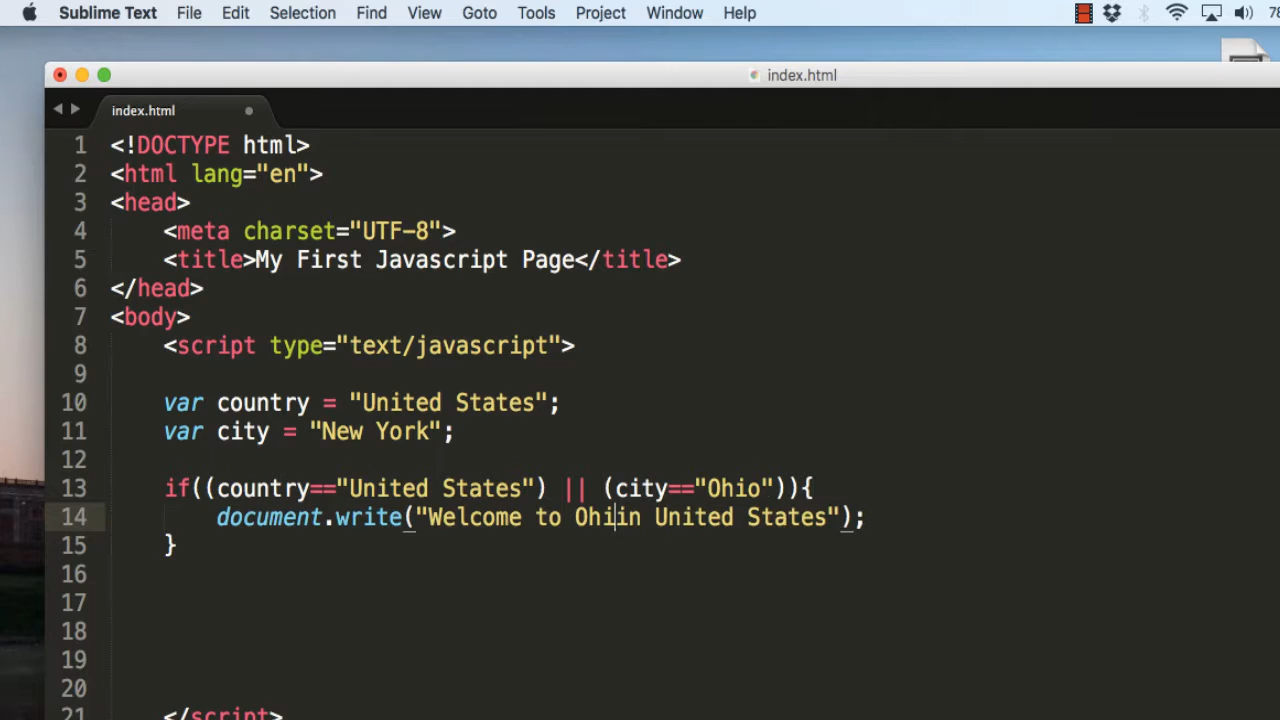 Sublime Text File Edit Selection Find View Goto Tools Project Window Help 78
index.html
index.html
1 <!DOCTYPE html>
2 <html lang="en">
3 <head>
4 <meta charset="UTF-8">
5 <title>My First Javascript Page</title>
6 </head>
7 <body>
8 <script type="text/javascript">
9
10 var country = "United States";
11 var city = "New York";
12
13 if((country=="United States") || (city=="Ohio")){
14 document.write("Welcome to Ohiin United States");
15 }
16
17
18
19
20
21 </script>